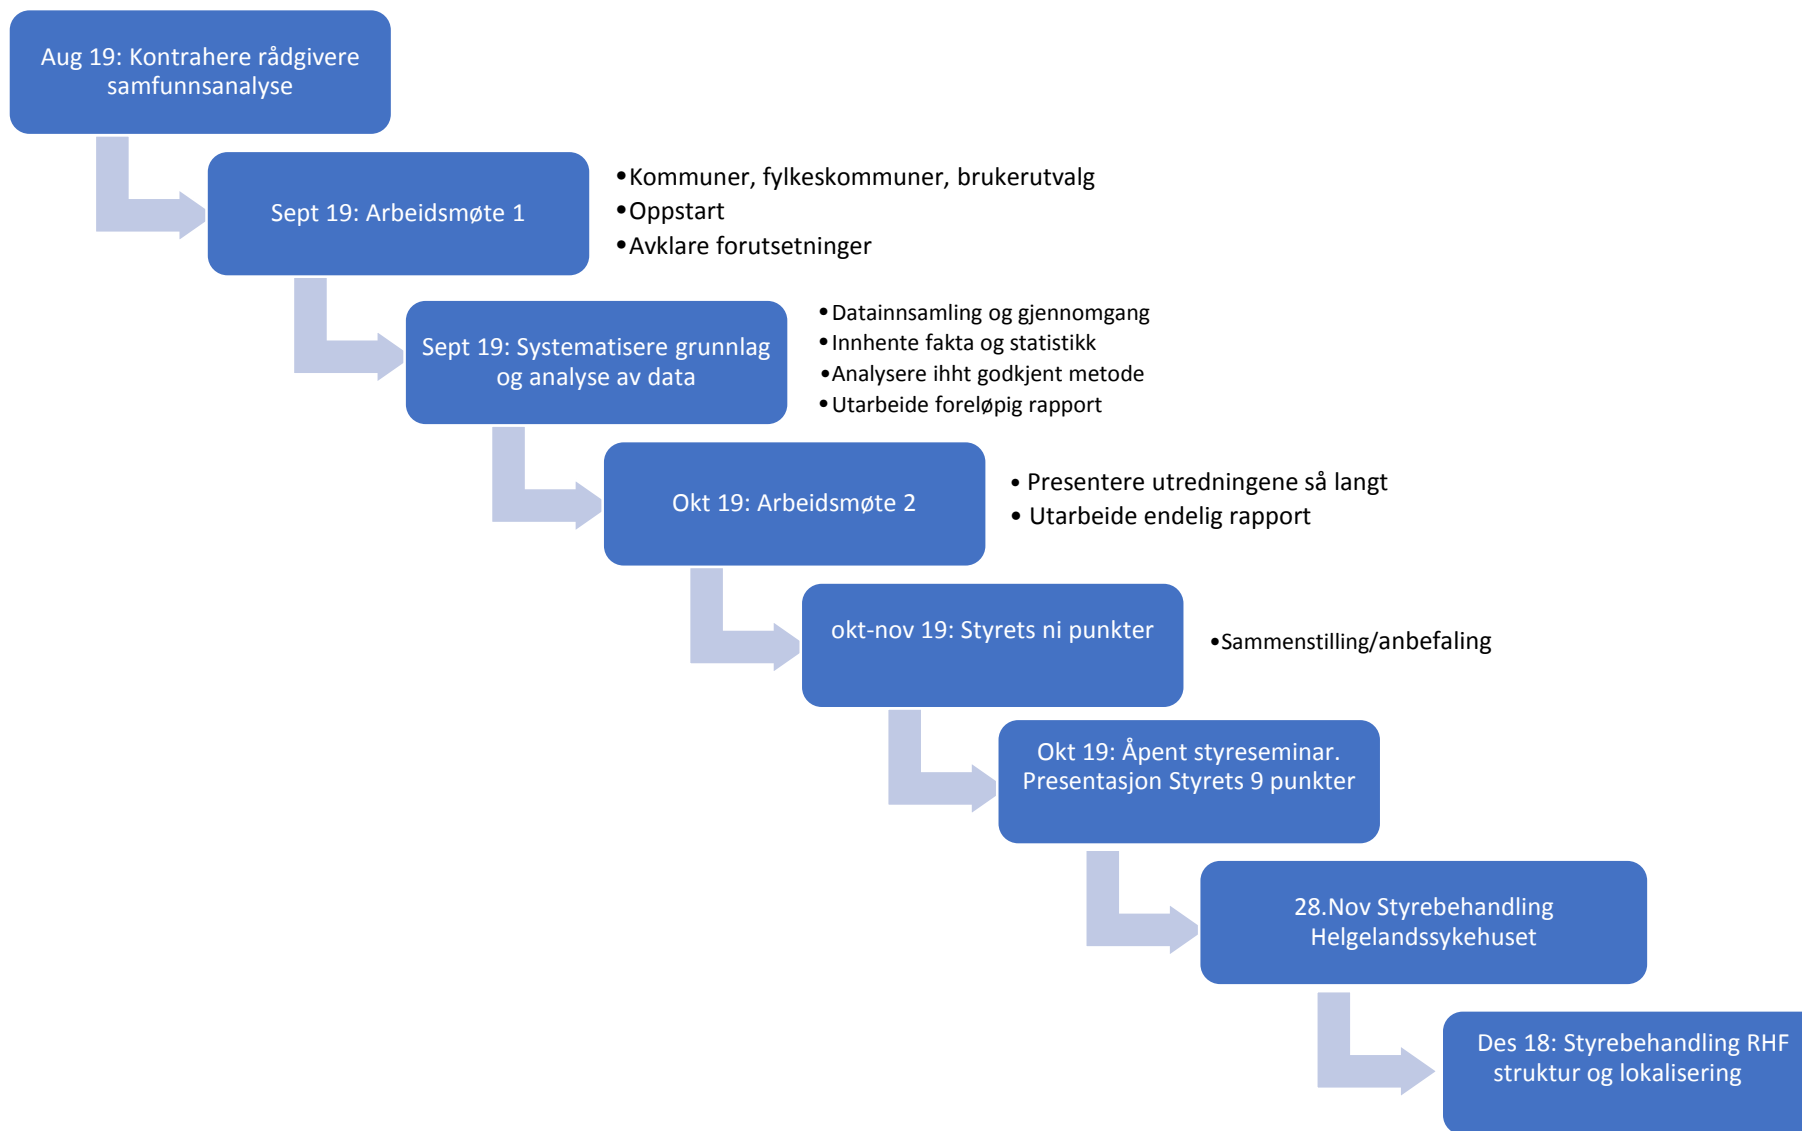 Aug 19: Kontrahere rådgivere
samfunnsanalyse
Sept 19: Arbeidsmøte 1
•Kommuner, fylkeskommuner, brukerutvalg
•Oppstart
•Avklare forutsetninger
Sept 19: Systematisere grunnlag
og analyse av data
•Datainnsamling og gjennomgang
•Innhente fakta og statistikk
•Analysere ihht godkjent metode
•Utarbeide foreløpig rapport
Okt 19: Arbeidsmøte 2
• Presentere utredningene så langt
• Utarbeide endelig rapport
okt-nov 19: Styrets ni punkter
•Sammenstilling/anbefaling
Okt 19: Åpent styreseminar.
Presentasjon Styrets 9 punkter
28.Nov Styrebehandling
Helgelandssykehuset
Des 18: Styrebehandling RHF
struktur og lokalisering